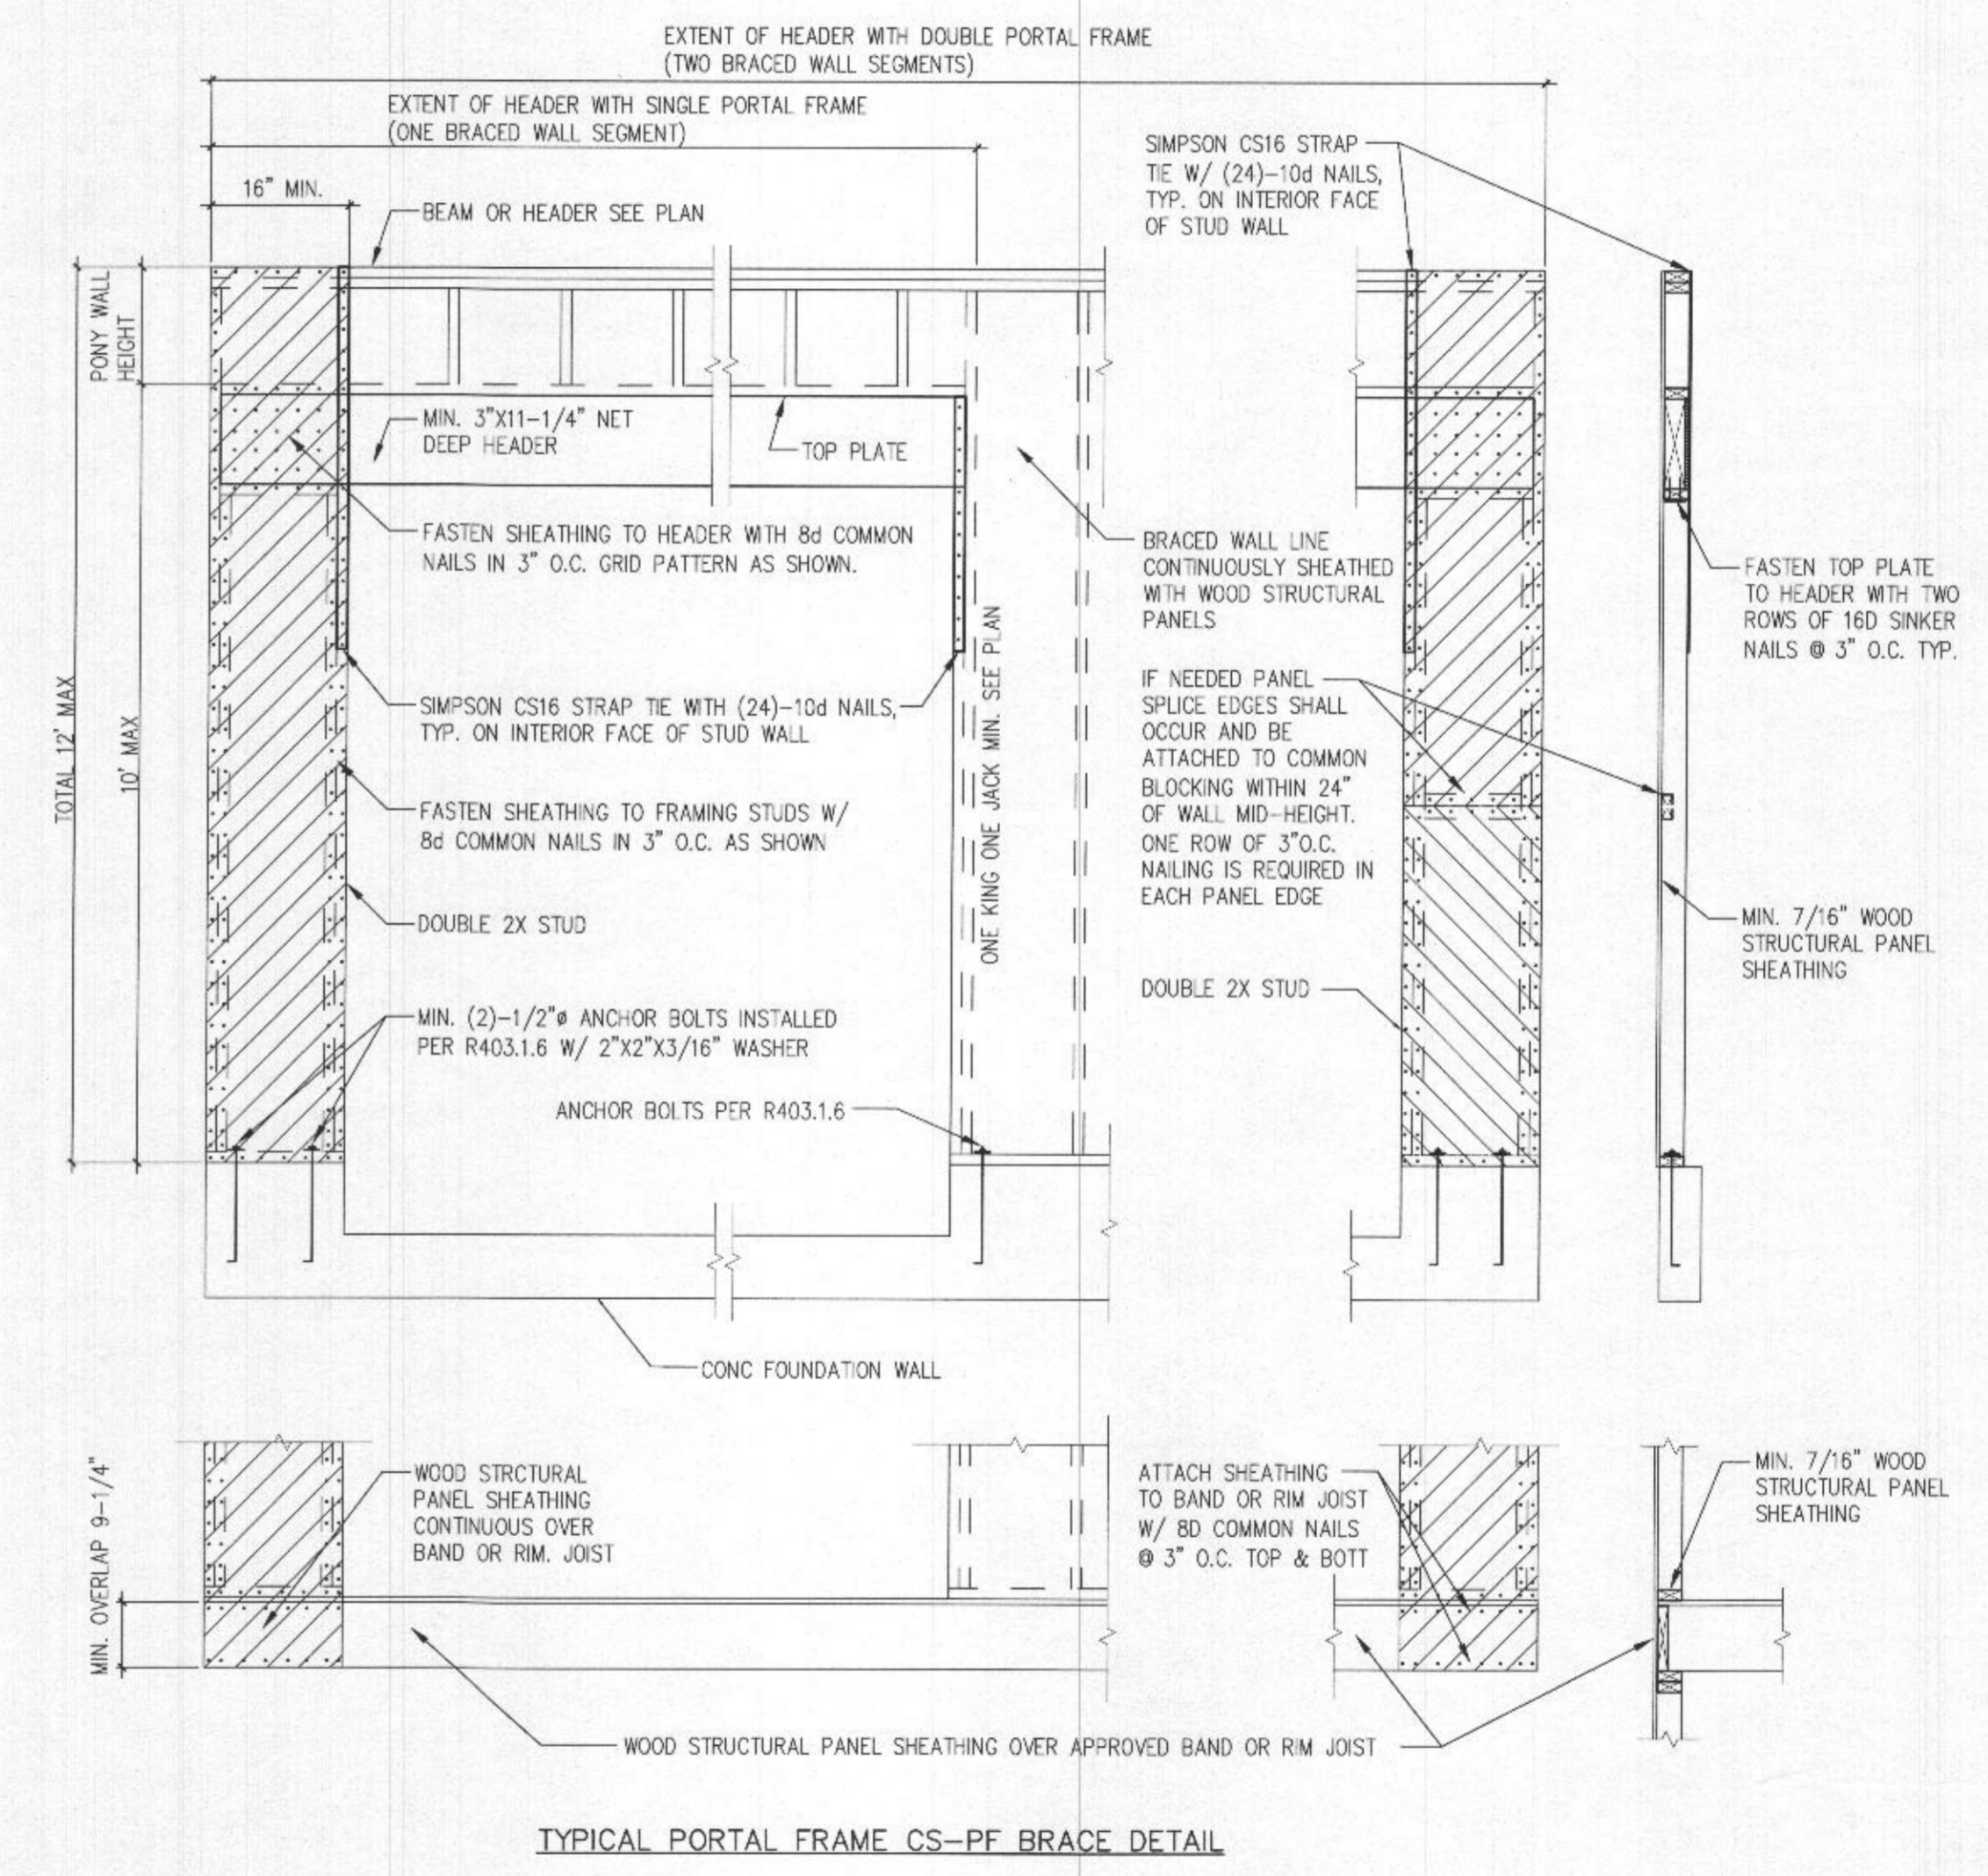 EXTENT OF HEADER WITH DOUBLE PORTAL FRAME
(TWO BRACED WALL SEGMENTS)
EXTENT OF HEADER WITH SINGLE PORTAL FRAME
(ONE BRACED WALL SEGMENT)
16" MIN.
BEAM OR HEADER SEE PLAN
SIMPSON CS16 STRAP
TIE W/ (24)-10d NAILS,
TYP. ON INTERIOR FACE
OF STUD WALL
PONY WALL
HEIGHT
TOTAL 12' MAX
10' MAX
MIN. 3"X11-1/4" NET
DEEP HEADER
TOP PLATE
FASTEN SHEATHING TO HEADER WITH 8d COMMON
NAILS IN 3" O.C. GRID PATTERN AS SHOWN.
BRACED WALL LINE
CONTINUOUSLY SHEATHED
WITH WOOD STRUCTURAL
PANELS
FASTEN TOP PLATE
TO HEADER WITH TWO
ROWS OF 16D SINKER
NAILS @ 3" O.C. TYP.
ONE KING ONE JACK MIN. SEE PLAN
SIMPSON CS16 STRAP TIE WITH (24)-10d NAILS,
TYP. ON INTERIOR FACE OF STUD WALL
IF NEEDED PANEL
SPLICE EDGES SHALL
OCCUR AND BE
ATTACHED TO COMMON
BLOCKING WITHIN 24"
OF WALL MID-HEIGHT.
ONE ROW OF 3"O.C.
NAILING IS REQUIRED IN
EACH PANEL EDGE
FASTEN SHEATHING TO FRAMING STUDS W/
8d COMMON NAILS IN 3" O.C. AS SHOWN
DOUBLE 2X STUD
MIN. 7/16" WOOD
STRUCTURAL PANEL
SHEATHING
DOUBLE 2X STUD
MIN. (2)-1/2"ø ANCHOR BOLTS INSTALLED
PER R403.1.6 W/ 2"X2"X3/16" WASHER
ANCHOR BOLTS PER R403.1.6
CONC FOUNDATION WALL
MIN. OVERLAP 9-1/4"
WOOD STRCTURAL
PANEL SHEATHING
CONTINUOUS OVER
BAND OR RIM. JOIST
ATTACH SHEATHING
TO BAND OR RIM JOIST
W/ 8D COMMON NAILS
@ 3" O.C. TOP & BOTT
MIN. 7/16" WOOD
STRUCTURAL PANEL
SHEATHING
WOOD STRUCTURAL PANEL SHEATHING OVER APPROVED BAND OR RIM JOIST
TYPICAL PORTAL FRAME CS-PF BRACE DETAIL